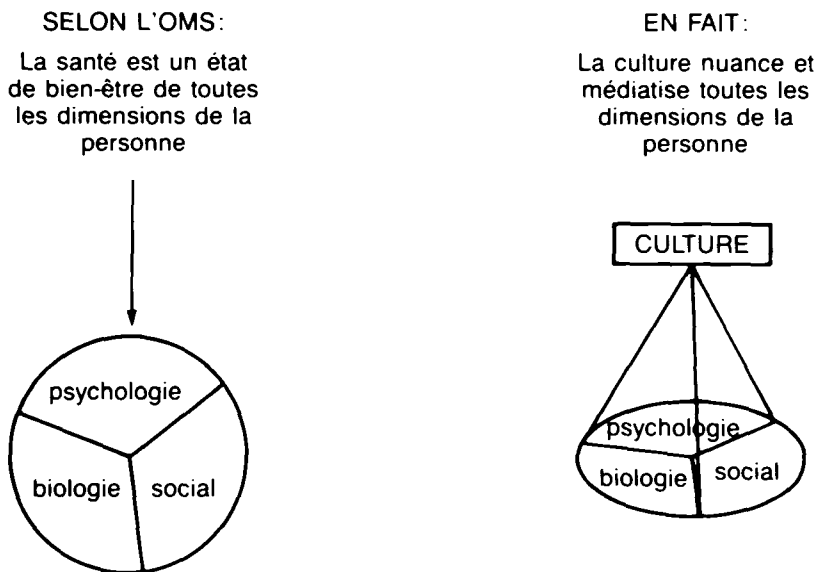 SELON L'OMS:
La santé est un état
de bien-être de toutes
les dimensions de la
personne
psychologie
biologie
social
EN FAIT:
La culture nuance et
médiatise toutes les
dimensions de la
personne
CULTURE
psychologie
biologie
social